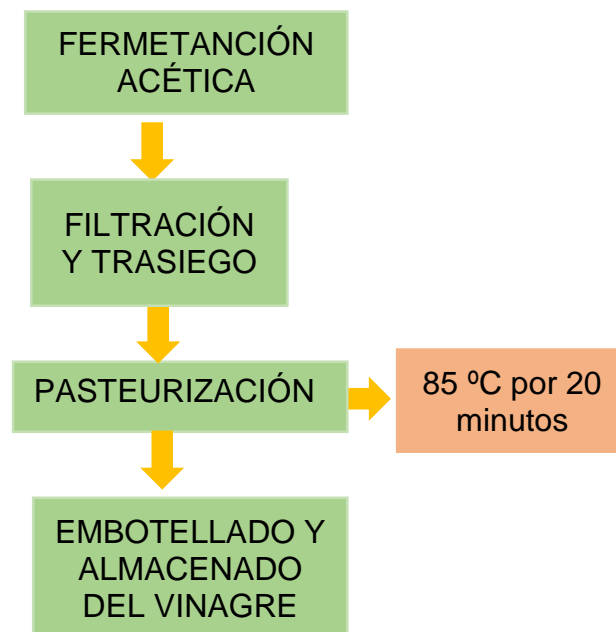 FERMETANCIÓN
ACÉTICA
FILTRACIÓN
Y TRASIEGO
PASTEURIZACIÓN
85 ºC por 20
minutos
EMBOTELLADO Y
ALMACENADO
DEL VINAGRE